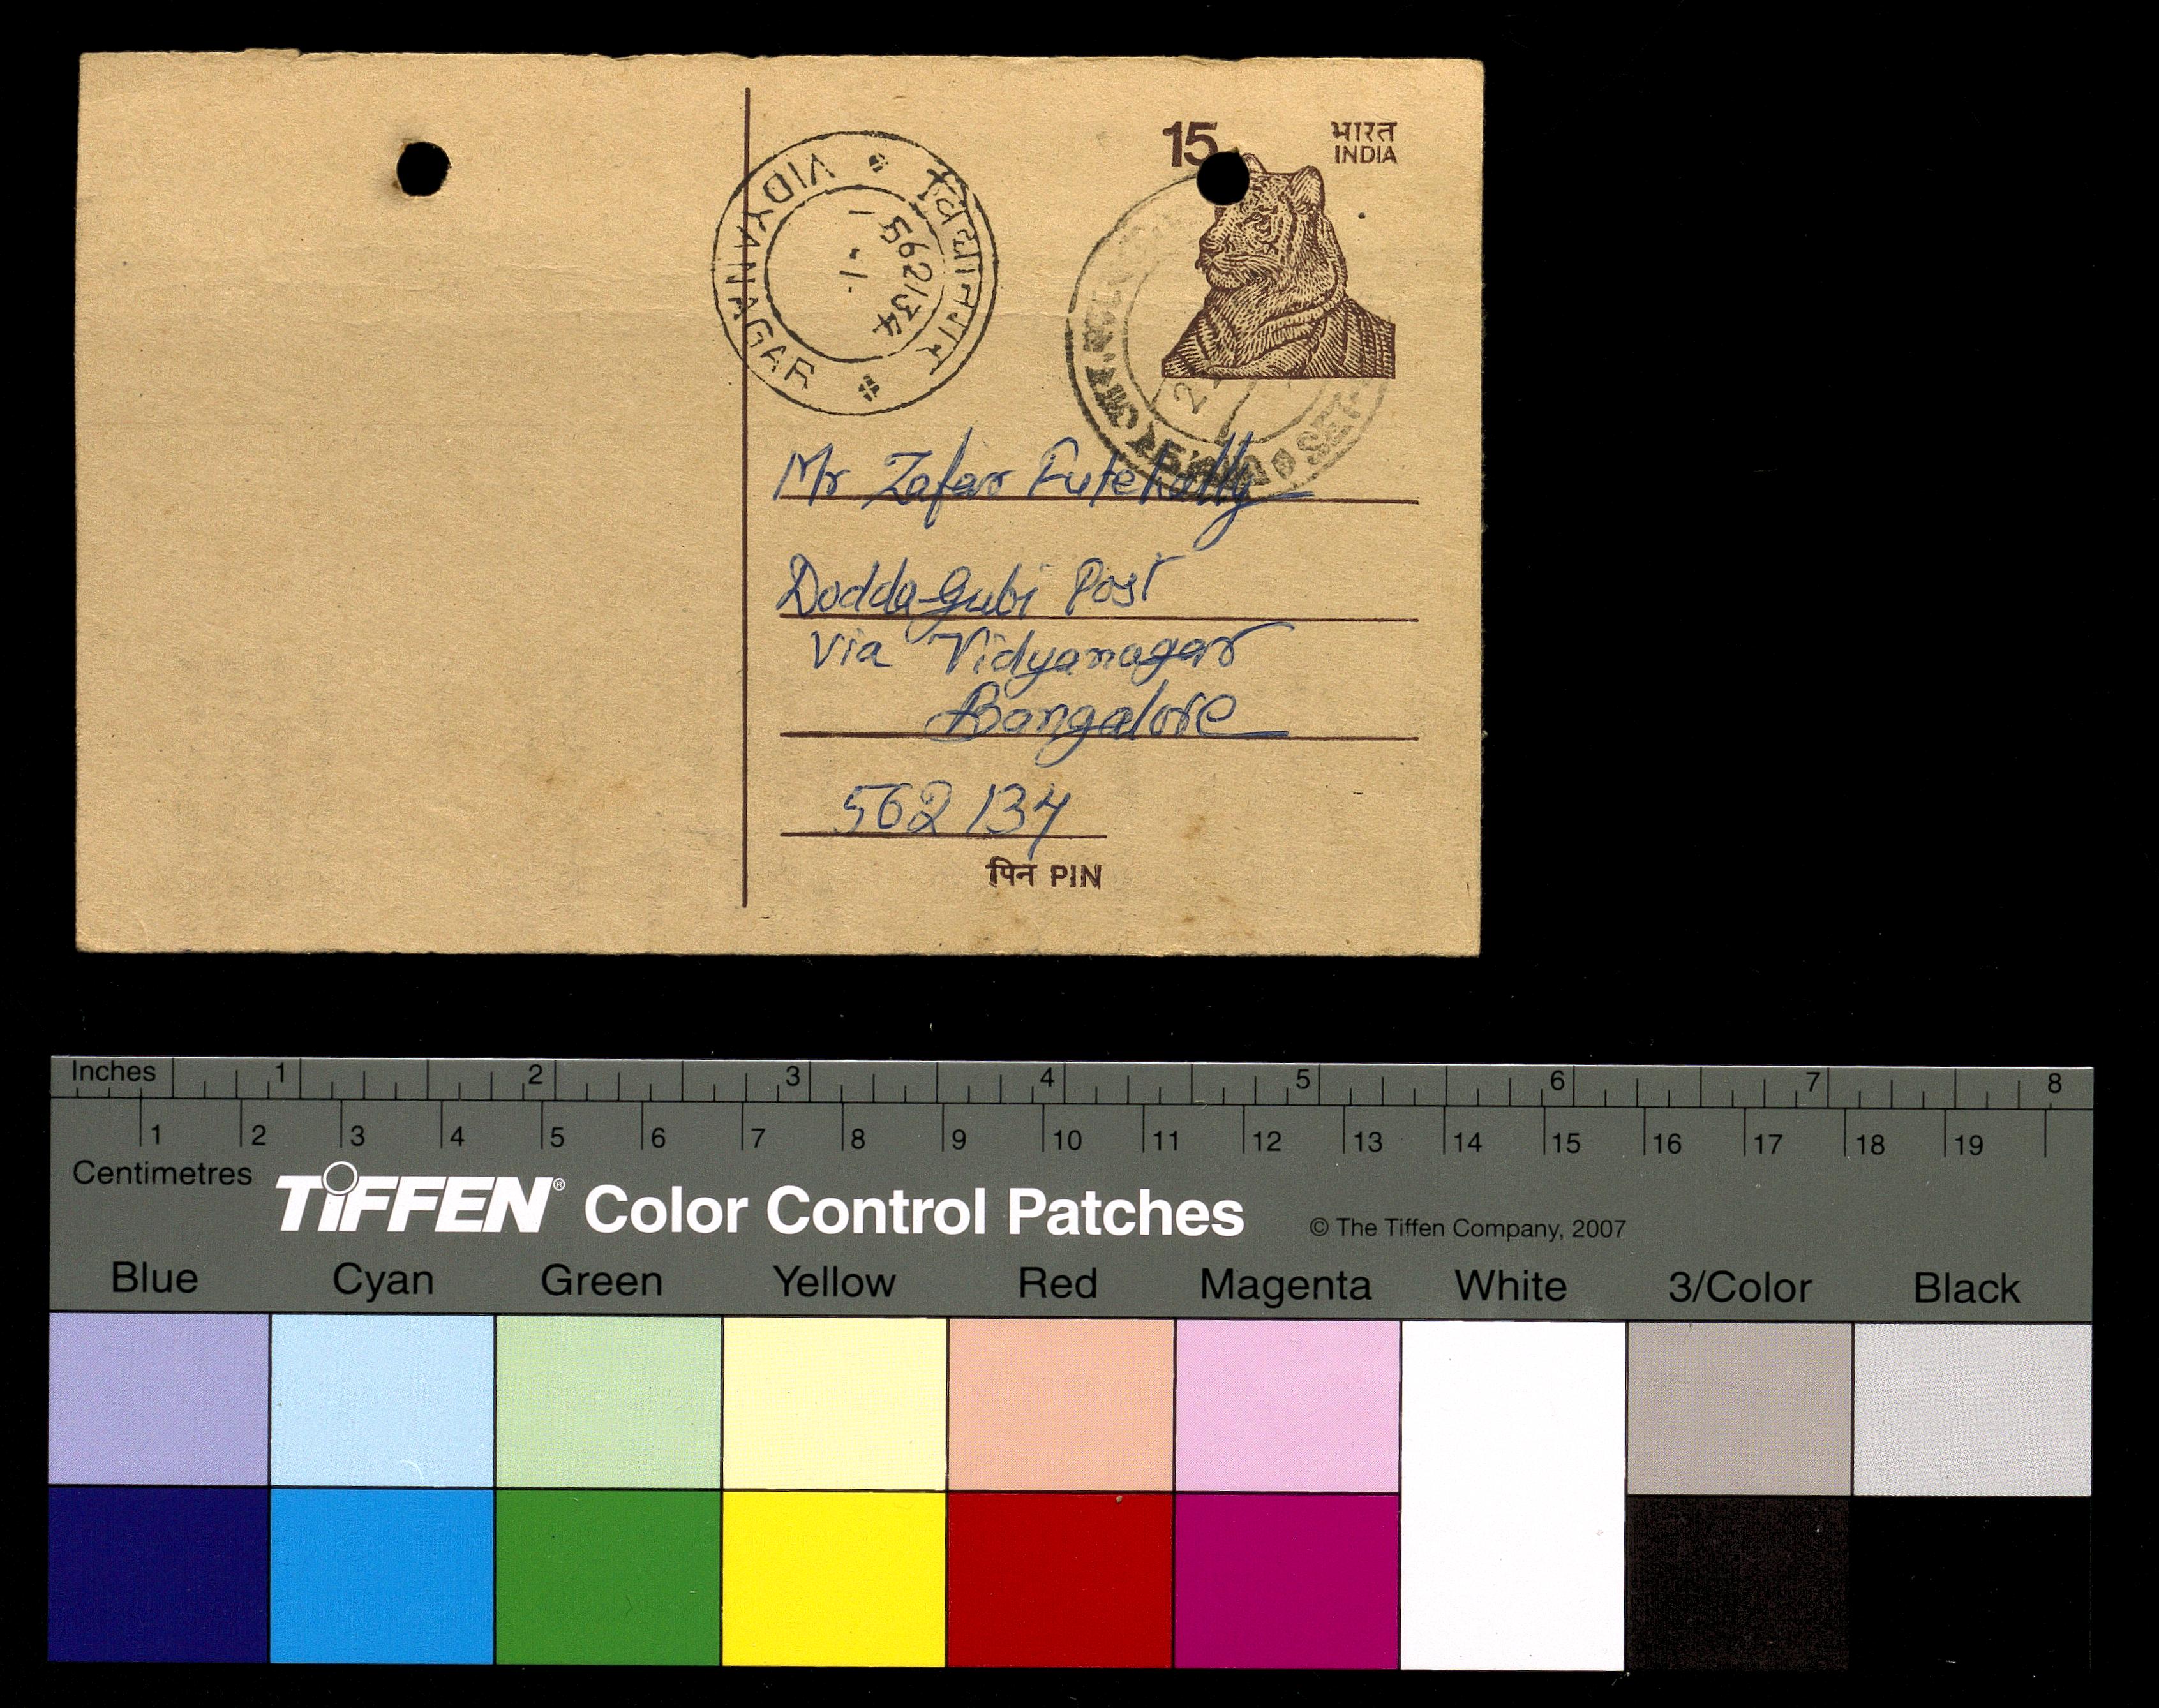 15 भारत
INDIA
विद्यानगर
VIDYANAGAR
562134
Mr Zafar Futehally
Dodda-Gubi Post
Via Vidyanagar
Bangalore
562 134
पिन PIN
Inches 1 2 3 4 5 6 7 8
1 2 3 4 5 6 7 8 9 10 11 12 13 14 15 16 17 18 19
Centimetres
TIFFEN® Color Control Patches © The Tiffen Company, 2007
Blue Cyan Green Yellow Red Magenta White 3/Color Black